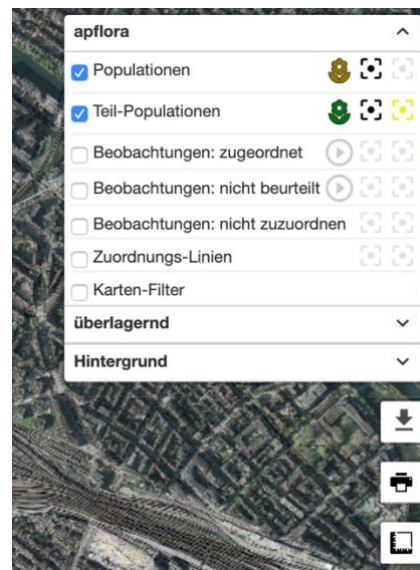 apflora
Populationen
Teil-Populationen
Beobachtungen: zugeordnet
Beobachtungen: nicht beurteilt
Beobachtungen: nicht zuzuordnen
Zuordnungs-Linien
Karten-Filter
überlagernd
Hintergrund